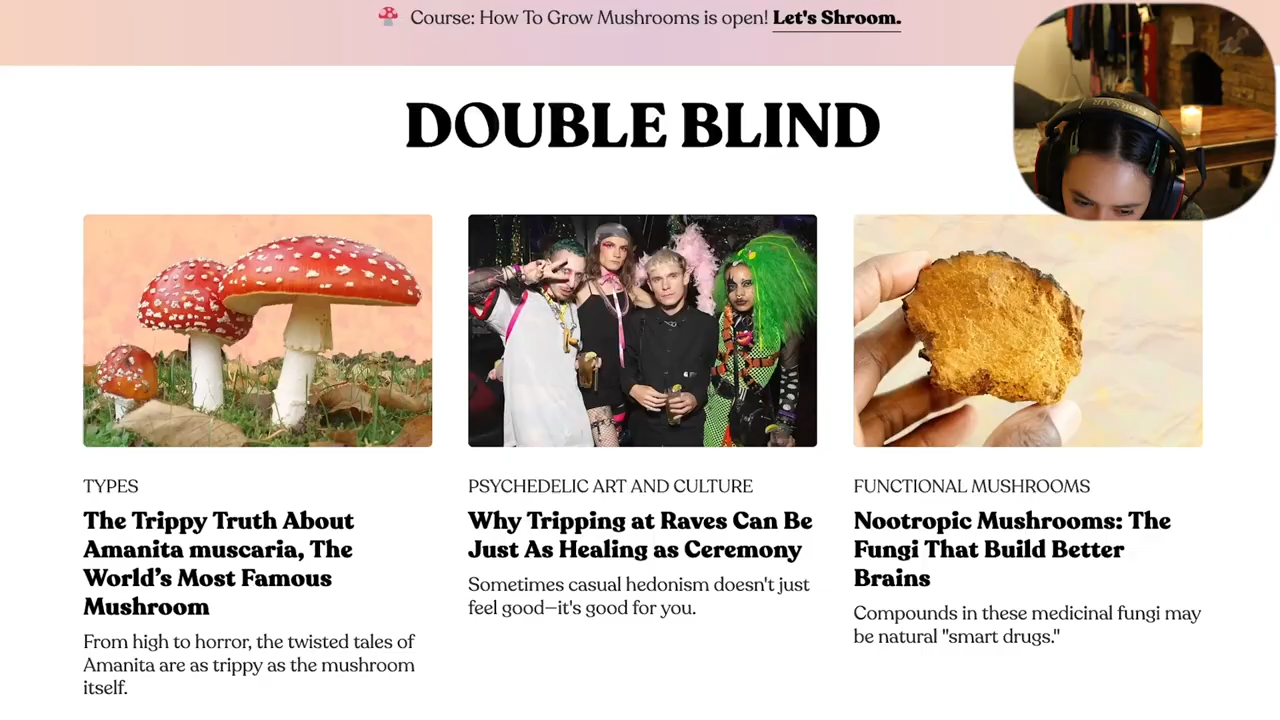 Course: How To Grow Mushrooms is open! Let's Shroom.
CORSAIR
DOUBLE BLIND
TYPES
The Trippy Truth About
Amanita muscaria, The
World’s Most Famous
Mushroom
From high to horror, the twisted tales of
Amanita are as trippy as the mushroom
itself.
PSYCHEDELIC ART AND CULTURE
Why Tripping at Raves Can Be
Just As Healing as Ceremony
Sometimes casual hedonism doesn't just
feel good—it's good for you.
FUNCTIONAL MUSHROOMS
Nootropic Mushrooms: The
Fungi That Build Better
Brains
Compounds in these medicinal fungi may
be natural "smart drugs."